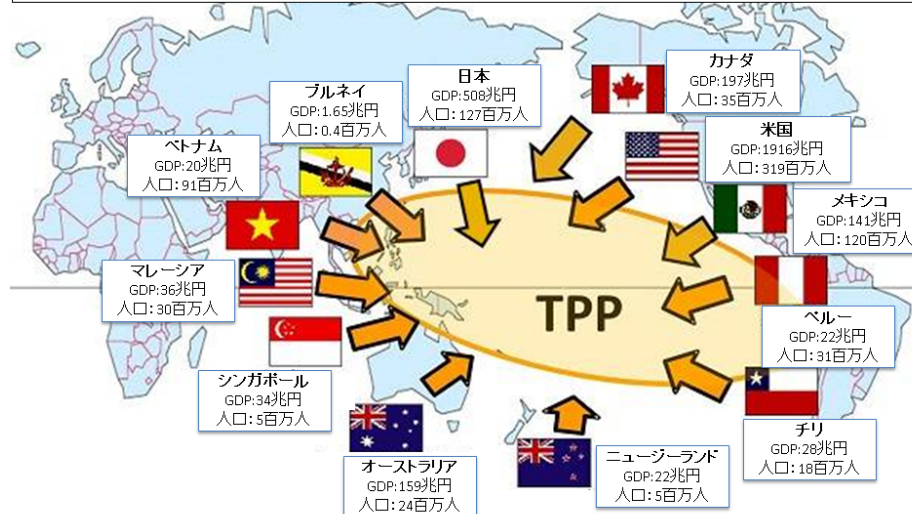 カナダ
GDP:197兆円
人口:35百万人
日本
GDP:508兆円
人口:127百万人
ブルネイ
GDP:1.65兆円
人口:0.4百万人
米国
GDP:1916兆円
人口:319百万人
ベトナム
GDP:20兆円
人口:91百万人
メキシコ
GDP:141兆円
人口:120百万人
マレーシア
GDP:36兆円
人口:30百万人
TPP
ペルー
GDP:22兆円
人口:31百万人
シンガポール
GDP:34兆円
人口:5百万人
チリ
GDP:28兆円
人口:18百万人
ニュージーランド
GDP:22兆円
人口:5百万人
オーストラリア
GDP:159兆円
人口:24百万人